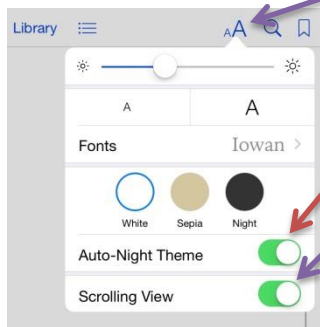 Library AA
A A
Fonts Iowan >
White Sepia Night
Auto-Night Theme
Scrolling View